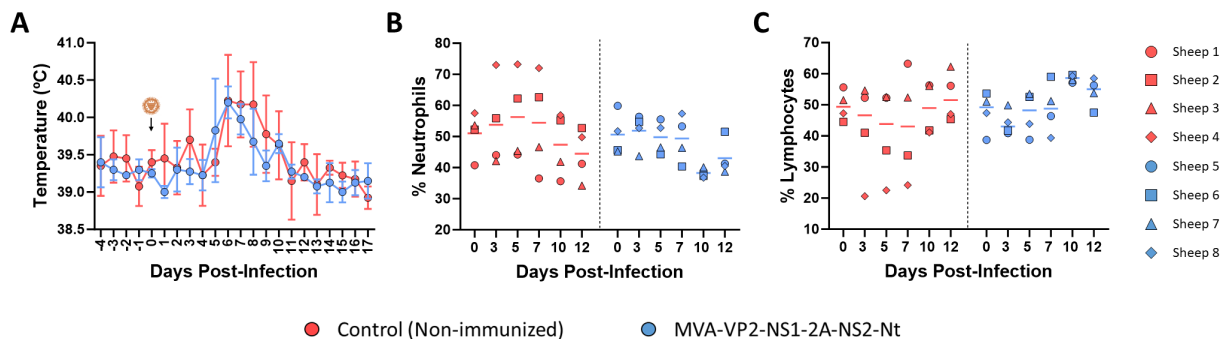 A
B
C
41.0
40.5
40.0
39.5
39.0
38.5
Temperature (ºC)
-4 -3 -2 -1 0 1 2 3 4 5 6 7 8 9 10 11 12 13 14 15 16 17
Days Post-Infection
80
70
60
50
40
30
20
% Neutrophils
0 3 5 7 10 12 0 3 5 7 10 12
Days Post-Infection
70
60
50
40
30
20
10
% Lymphocytes
0 3 5 7 10 12 0 3 5 7 10 12
Days Post-Infection
Sheep 1
Sheep 2
Sheep 3
Sheep 4
Sheep 5
Sheep 6
Sheep 7
Sheep 8
Control (Non-immunized)
MVA-VP2-NS1-2A-NS2-Nt